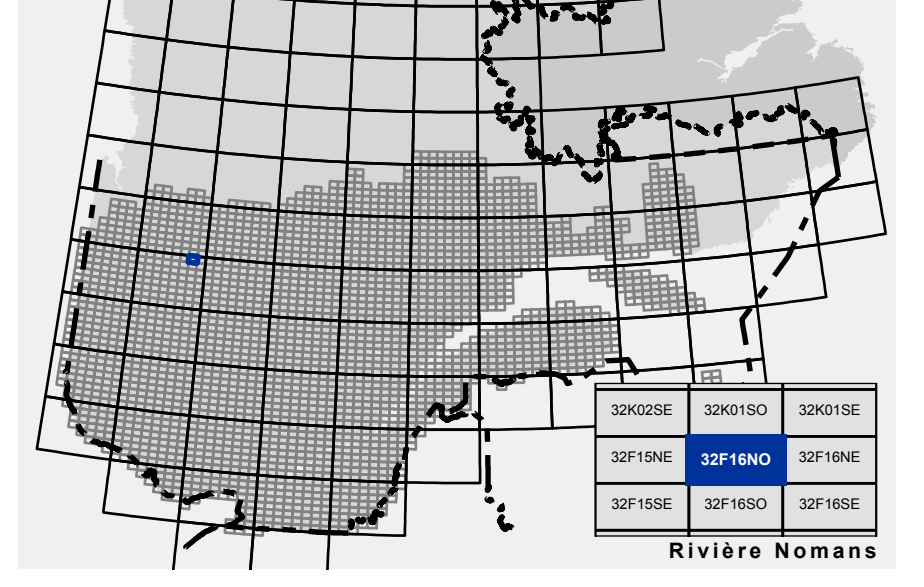 32K02SE 32K01SO 32K01SE
32F15NE 32F16NO 32F16NE
32F15SE 32F16SO 32F16SE
Rivière Nomans